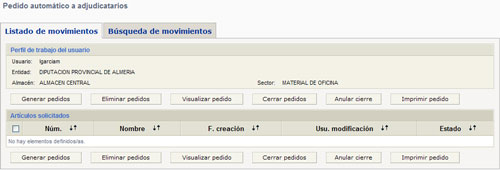 Pedido automático a adjudicatarios
Listado de movimientos Búsqueda de movimientos
Perfil de trabajo del usuario
Usuario: lgarciam
Entidad: DIPUTACION PROVINCIAL DE ALMERIA
Almacén: ALMACEN CENTRAL Sector: MATERIAL DE OFICINA
Generar pedidos Eliminar pedidos Visualizar pedido Cerrar pedidos Anular cierre Imprimir pedido
Artículos solicitados
Núm. Nombre F. creación Usu. modificación Estado
No hay elementos definidos/as.
Generar pedidos Eliminar pedidos Visualizar pedido Cerrar pedidos Anular cierre Imprimir pedido